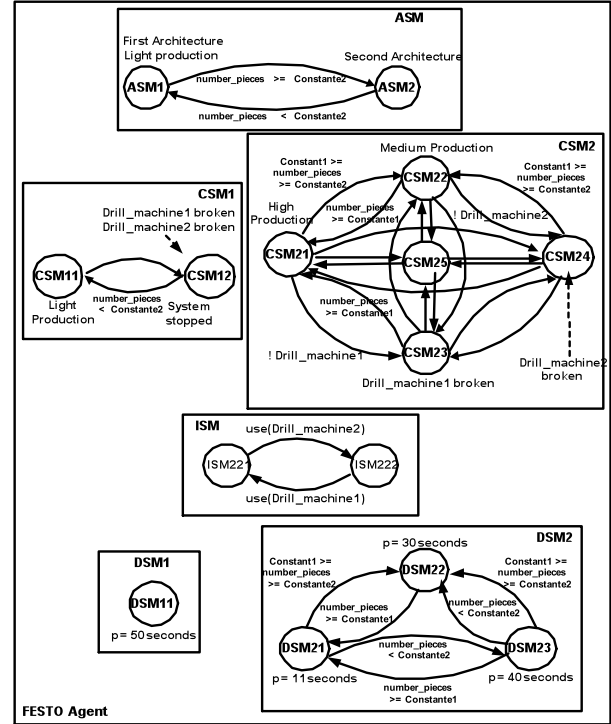 ASM
First Architecture
Light production
Second Architecture
ASM1
ASM2
number_pieces >= Constante2
number_pieces < Constante2
CSM1
Drill_machine1 broken
Drill_machine2 broken
CSM11
CSM12
Light
Production
number_pieces
< Constante2
System
stopped
CSM2
Medium Production
Constant1 >=
number_pieces
>= Constante2
CSM22
Constant1 >=
number_pieces
>= Constante2
High
Production
number_pieces
>= Constante1
! Drill_machine2
CSM21
CSM25
CSM24
number_pieces
>= Constante1
! Drill_machine1
CSM23
Drill_machine1 broken
Drill_machine2
broken
ISM
use(Drill_machine2)
ISM221
ISM222
use(Drill_machine1)
DSM1
DSM11
p= 50seconds
DSM2
p= 30seconds
Constant1 >=
number_pieces
>= Constante2
DSM22
Constant1 >=
number_pieces
>= Constante2
number_pieces
>= Constante1
number_pieces
< Constante2
DSM21
number_pieces
< Constante2
DSM23
p= 11seconds
p= 40seconds
number_pieces
>= Constante1
FESTO Agent